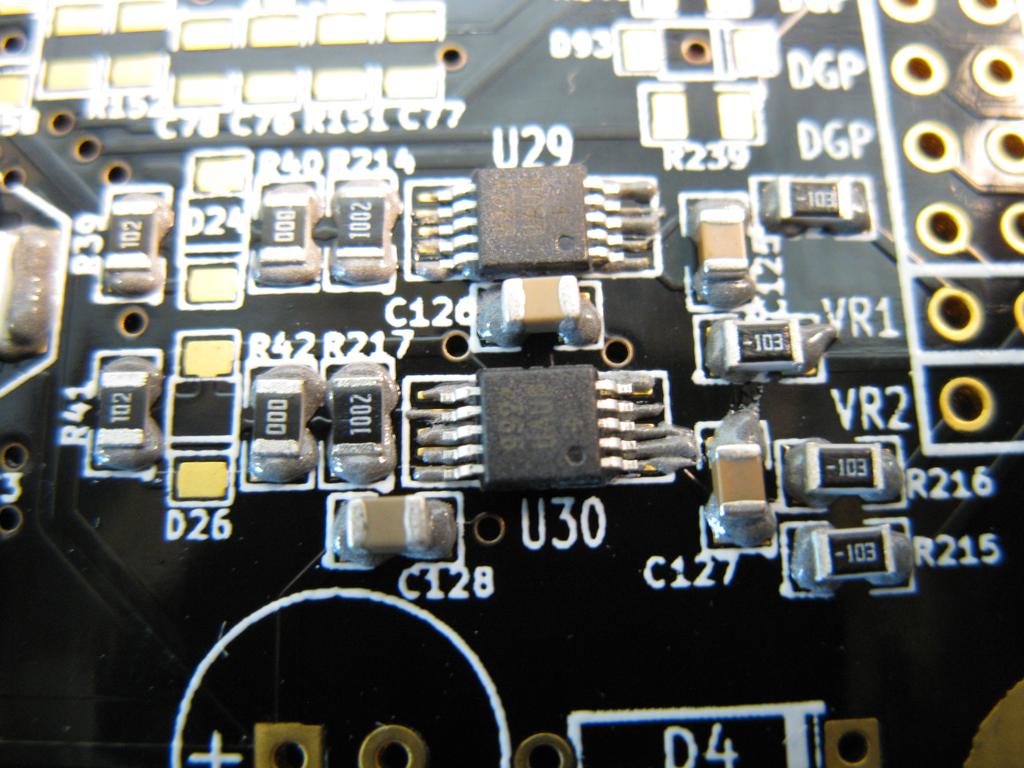 D93
DGP
R152
C78 C76 R151 C77
DGP
R239
U29
R40 R214
R39
102
D24
000
1002
-103
C126
C125
-103
VR1
R42 R217
R41
102
000
1002
VR2
-103
R216
D26
U30
-103
R215
C128
C127
+
D4